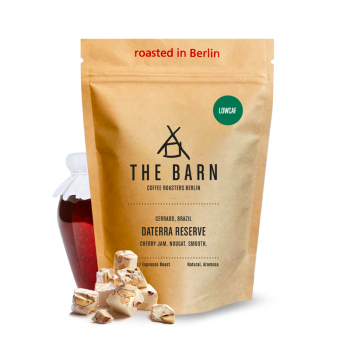 roasted in Berlin
LOWCAF
THE BARN
COFFEE ROASTERS BERLIN
CERRADO, BRAZIL
DATERRA RESERVE
CHERRY JAM. NOUGAT. SMOOTH.
Espresso Roast
Natural, Aramosa